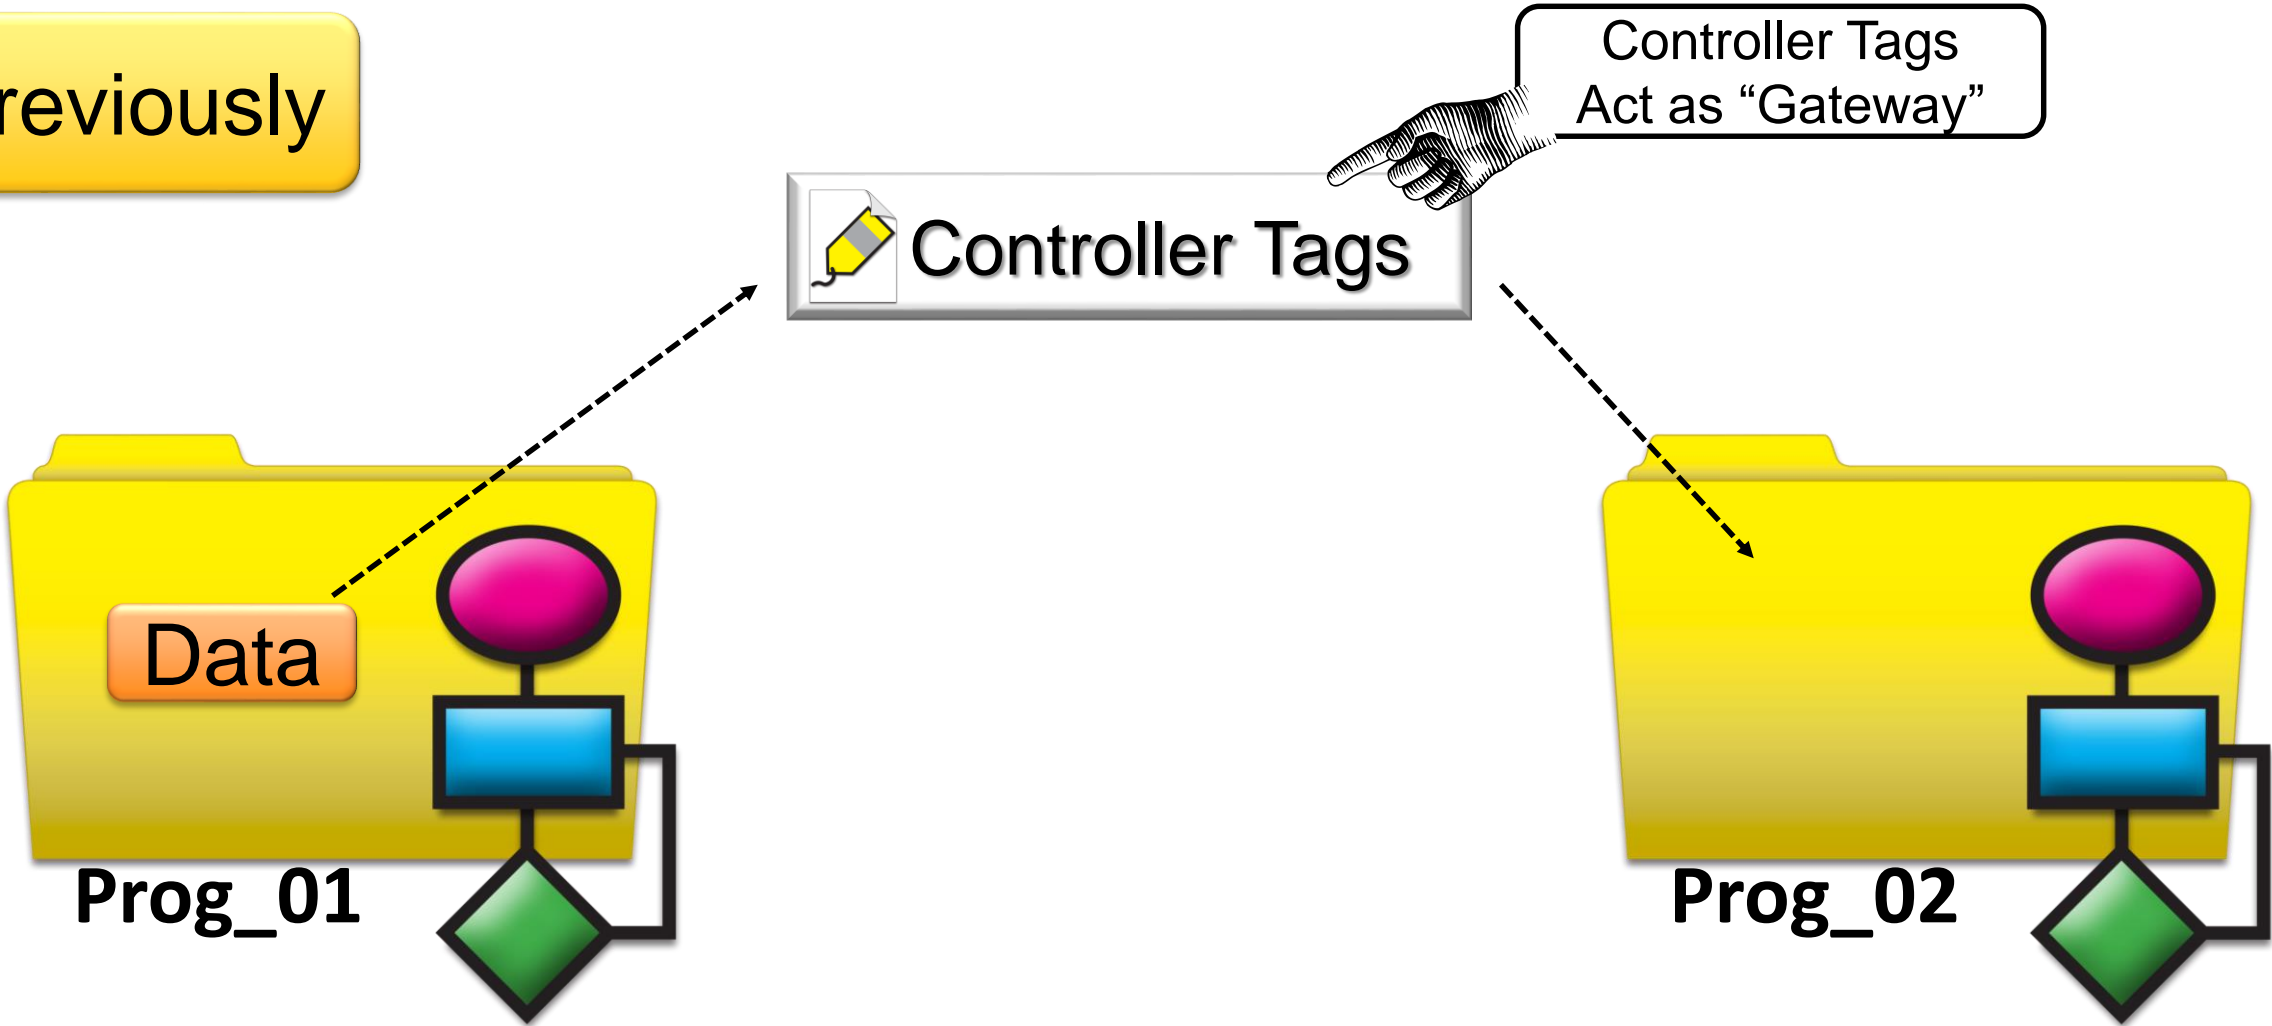 reviously
Controller Tags
Act as “Gateway”
Controller Tags
Data
Prog_01
Prog_02